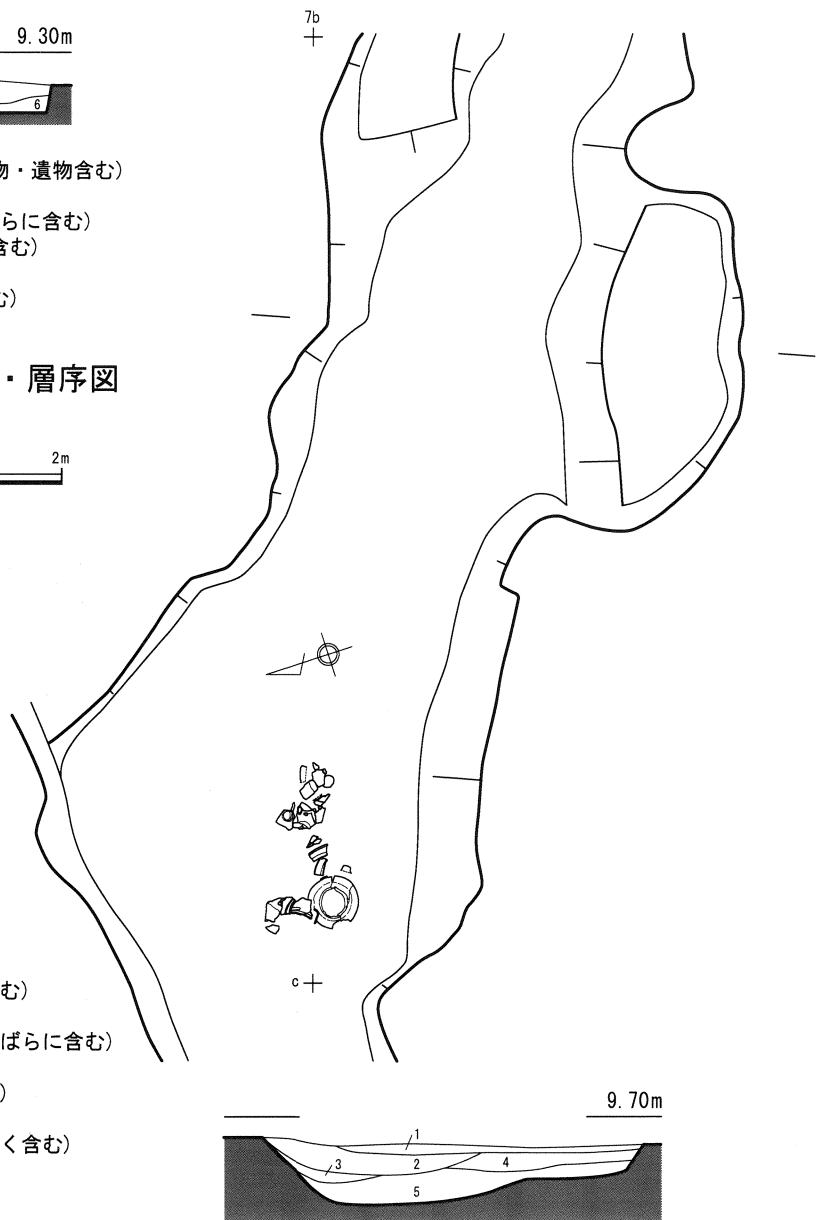 7b
9.30m
6
物・遺物含む)
らに含む)
含む)
む)
・層序図
2m
c
む)
ばらに含む)
)
く含む)
9.70m
1
3
2
4
5